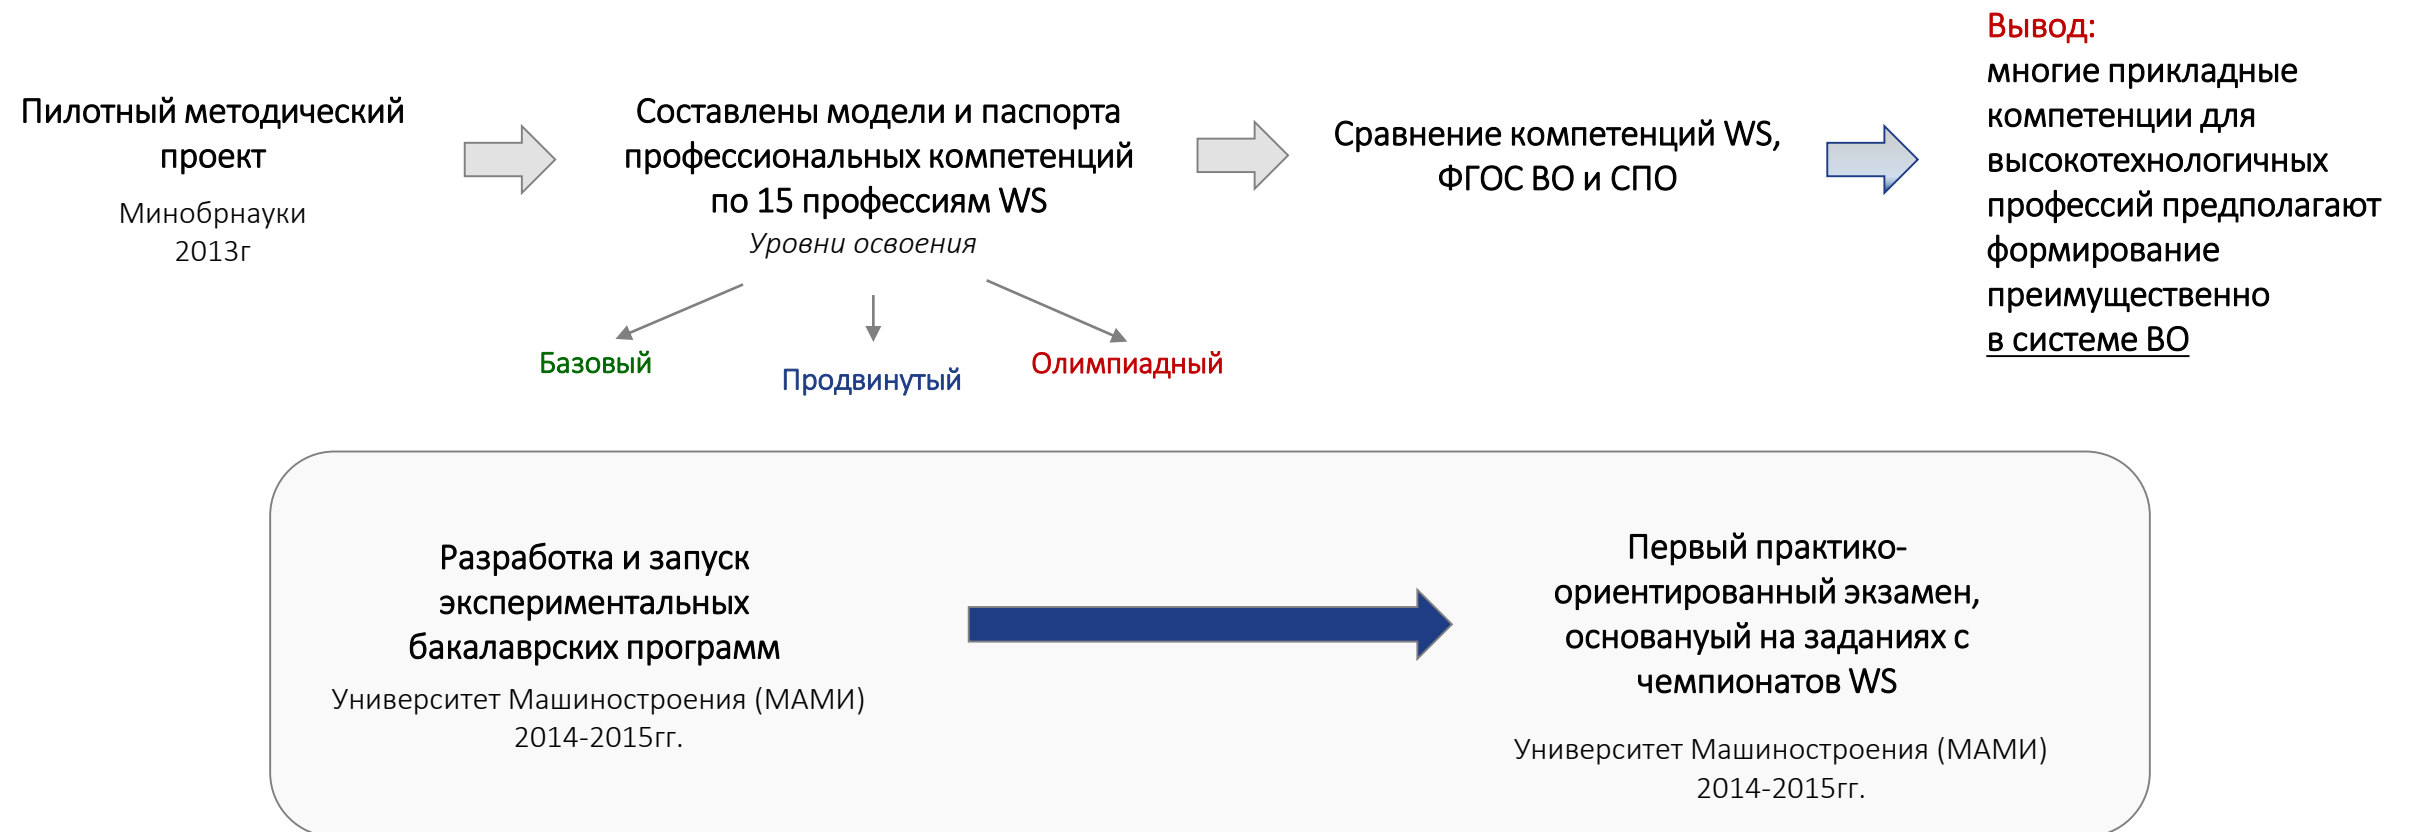 Пилотный методический
проект
Минобрнауки
2013г
Составлены модели и паспорта
профессиональных компетенций
по 15 профессиям WS
Уровни освоения
Базовый
Продвинутый
Олимпиадный
Сравнение компетенций WS,
ФГОС ВО и СПО
Вывод:
многие прикладные
компетенции для
высокотехнологичных
профессий предполагают
формирование
преимущественно
в системе ВО
Разработка и запуск
экспериментальных
бакалаврских программ
Университет Машиностроения (МАМИ)
2014-2015гг.
Первый практико-
ориентированный экзамен,
основануый на заданиях с
чемпионатов WS
Университет Машиностроения (МАМИ)
2014-2015гг.